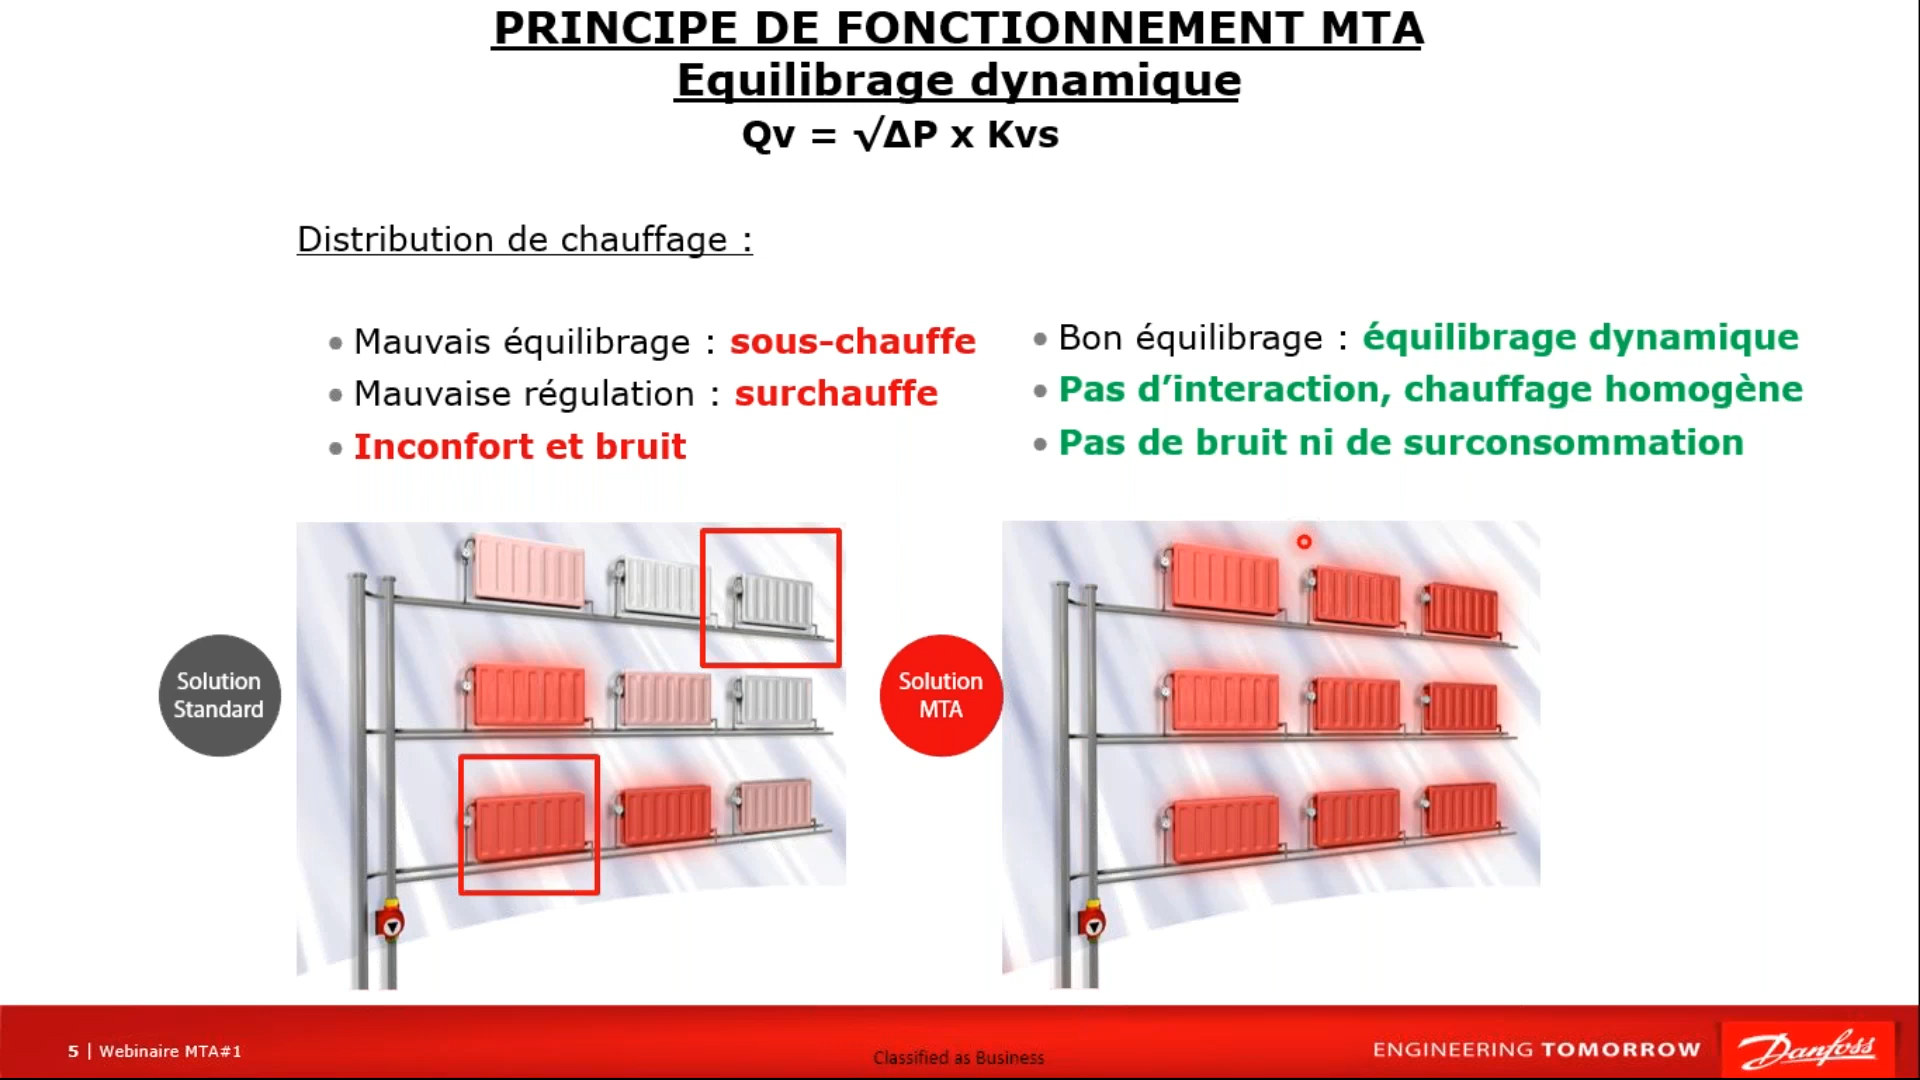 PRINCIPE DE FONCTIONNEMENT MTA
Equilibrage dynamique
Qv = √ΔP x Kvs
Distribution de chauffage :
• Mauvais équilibrage : sous-chauffe
• Mauvaise régulation : surchauffe
• Inconfort et bruit
• Bon équilibrage : équilibrage dynamique
• Pas d’interaction, chauffage homogène
• Pas de bruit ni de surconsommation
Solution
Standard
Solution
MTA
5 | Webinaire MTA#1
Classified as Business
ENGINEERING TOMORROW
Danfoss